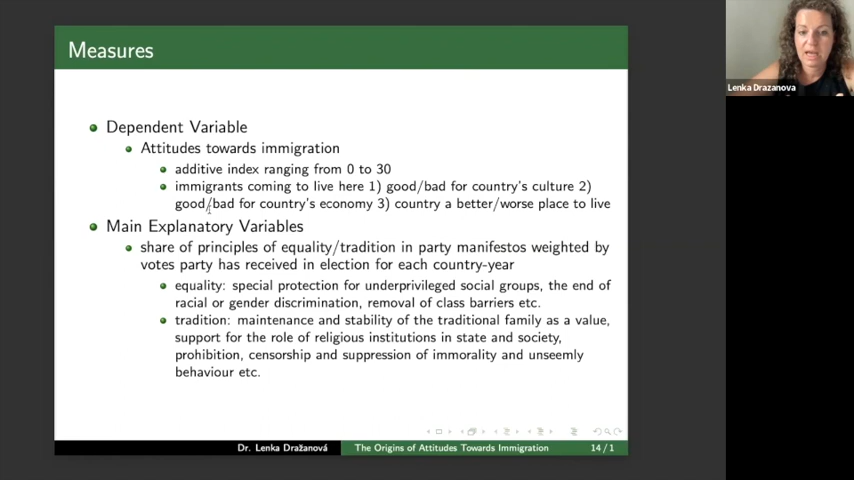 Measures
Dependent Variable
Attitudes towards immigration
additive index ranging from 0 to 30
immigrants coming to live here 1) good/bad for country's culture 2)
good/bad for country's economy 3) country a better/worse place to live
Main Explanatory Variables
share of principles of equality/tradition in party manifestos weighted by
votes party has received in election for each country-year
equality: special protection for underprivileged social groups, the end of
racial or gender discrimination, removal of class barriers etc.
tradition: maintenance and stability of the traditional family as a value,
support for the role of religious institutions in state and society,
prohibition, censorship and suppression of immorality and unseemly
behaviour etc.
Dr. Lenka Dražanová
The Origins of Attitudes Towards Immigration
14 / 1
Lenka Drazanova